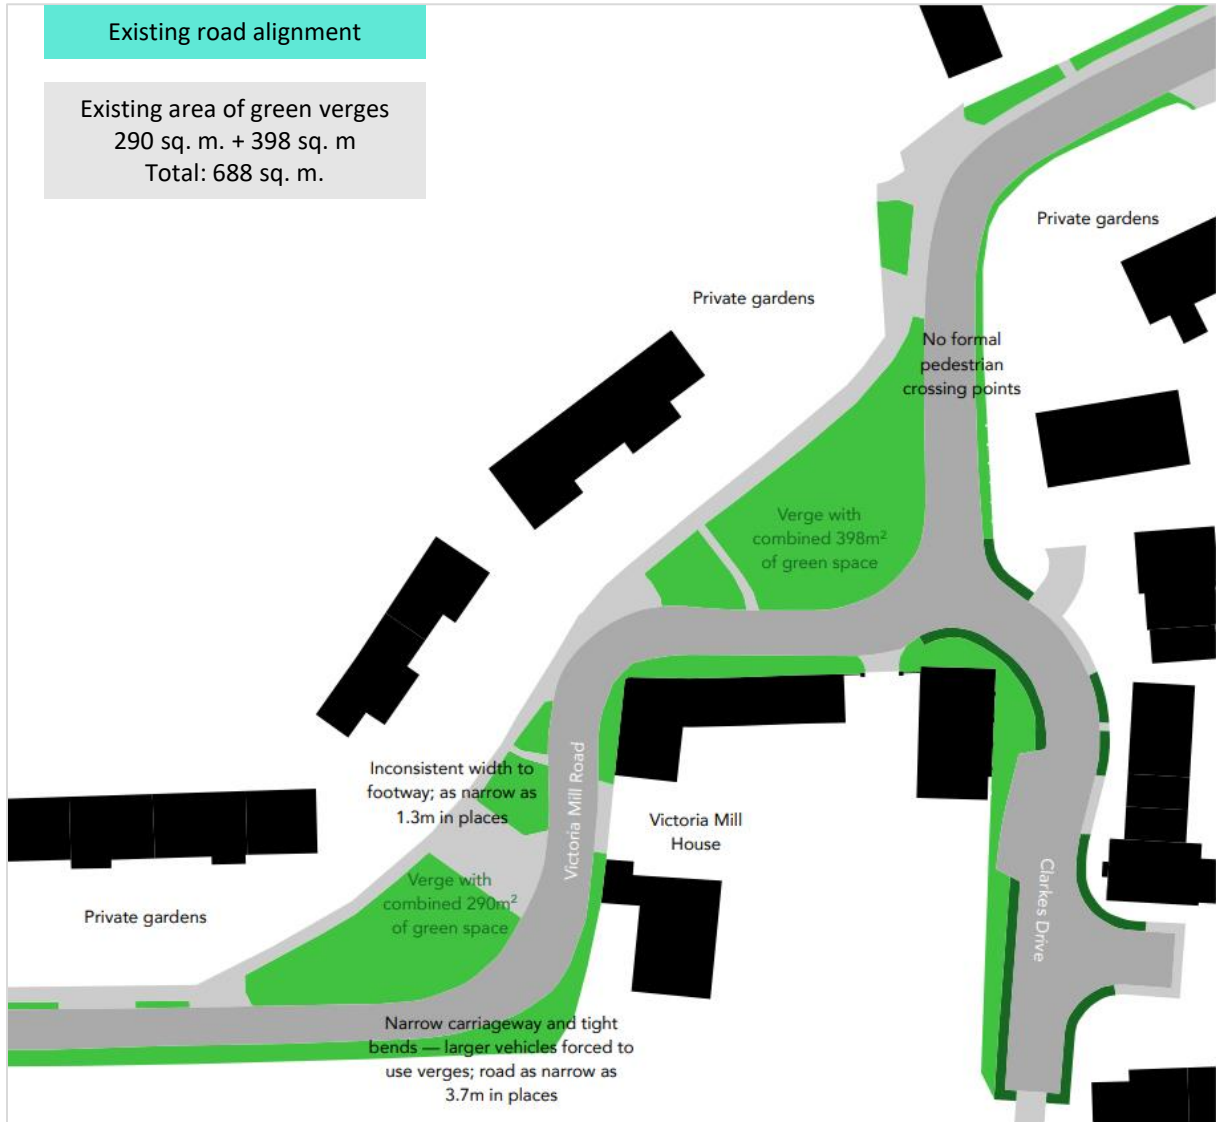 Existing road alignment
Existing area of green verges
290 sq. m. + 398 sq. m
Total: 688 sq. m.
Private gardens
Private gardens
No formal
pedestrian
crossing points
Verge with
combined 398m²
of green space
Inconsistent width to
footway; as narrow as
1.3m in places
Victoria Mill Road
Victoria Mill
House
Verge with
combined 290m²
of green space
Private gardens
Clarkes Drive
Narrow carriageway and tight
bends — larger vehicles forced to
use verges; road as narrow as
3.7m in places